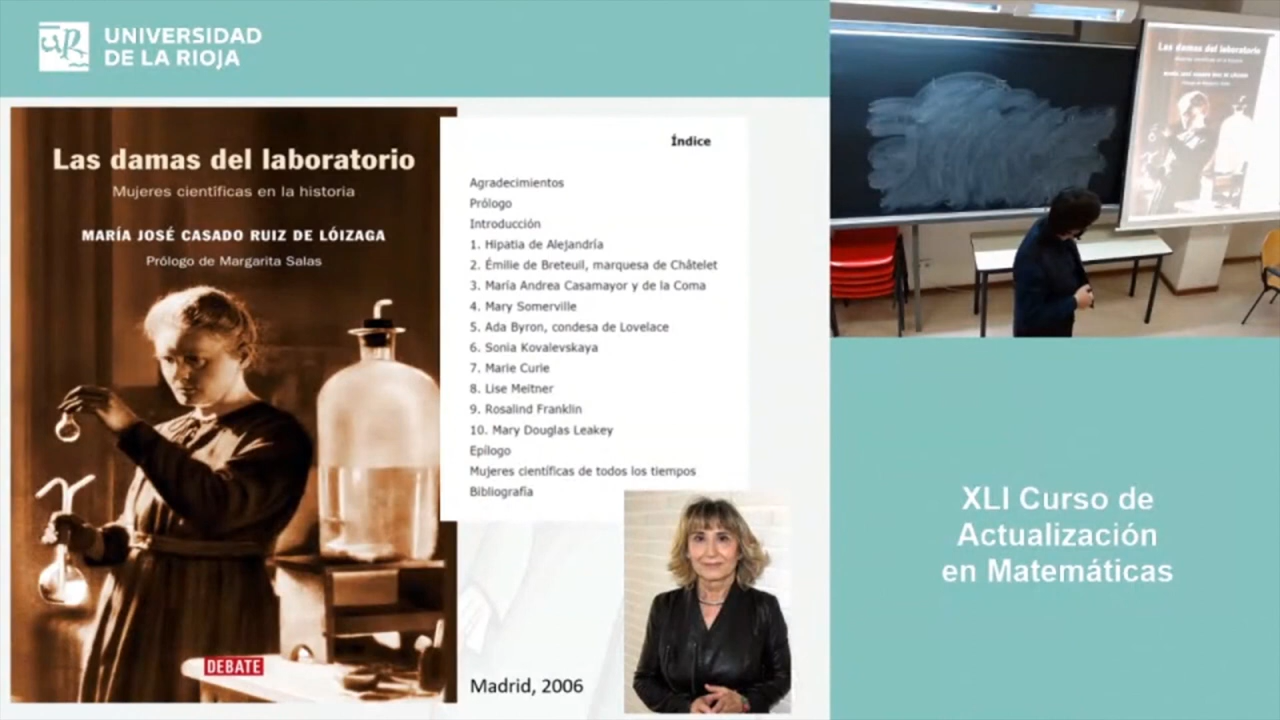 UNIVERSIDAD
DE LA RIOJA
Las damas del laboratorio
Mujeres científicas en la historia
MARÍA JOSÉ CASADO RUIZ DE LÓIZAGA
Prólogo de Margarita Salas
DEBATE
Índice
Agradecimientos
Prólogo
Introducción
1. Hipatia de Alejandría
2. Émilie de Breteuil, marquesa de Châtelet
3. María Andrea Casamayor y de la Coma
4. Mary Somerville
5. Ada Byron, condesa de Lovelace
6. Sonia Kovalevskaya
7. Marie Curie
8. Lise Meitner
9. Rosalind Franklin
10. Mary Douglas Leakey
Epílogo
Mujeres científicas de todos los tiempos
Bibliografía
Madrid, 2006
Las damas del laboratorio
XLI Curso de
Actualización
en Matemáticas